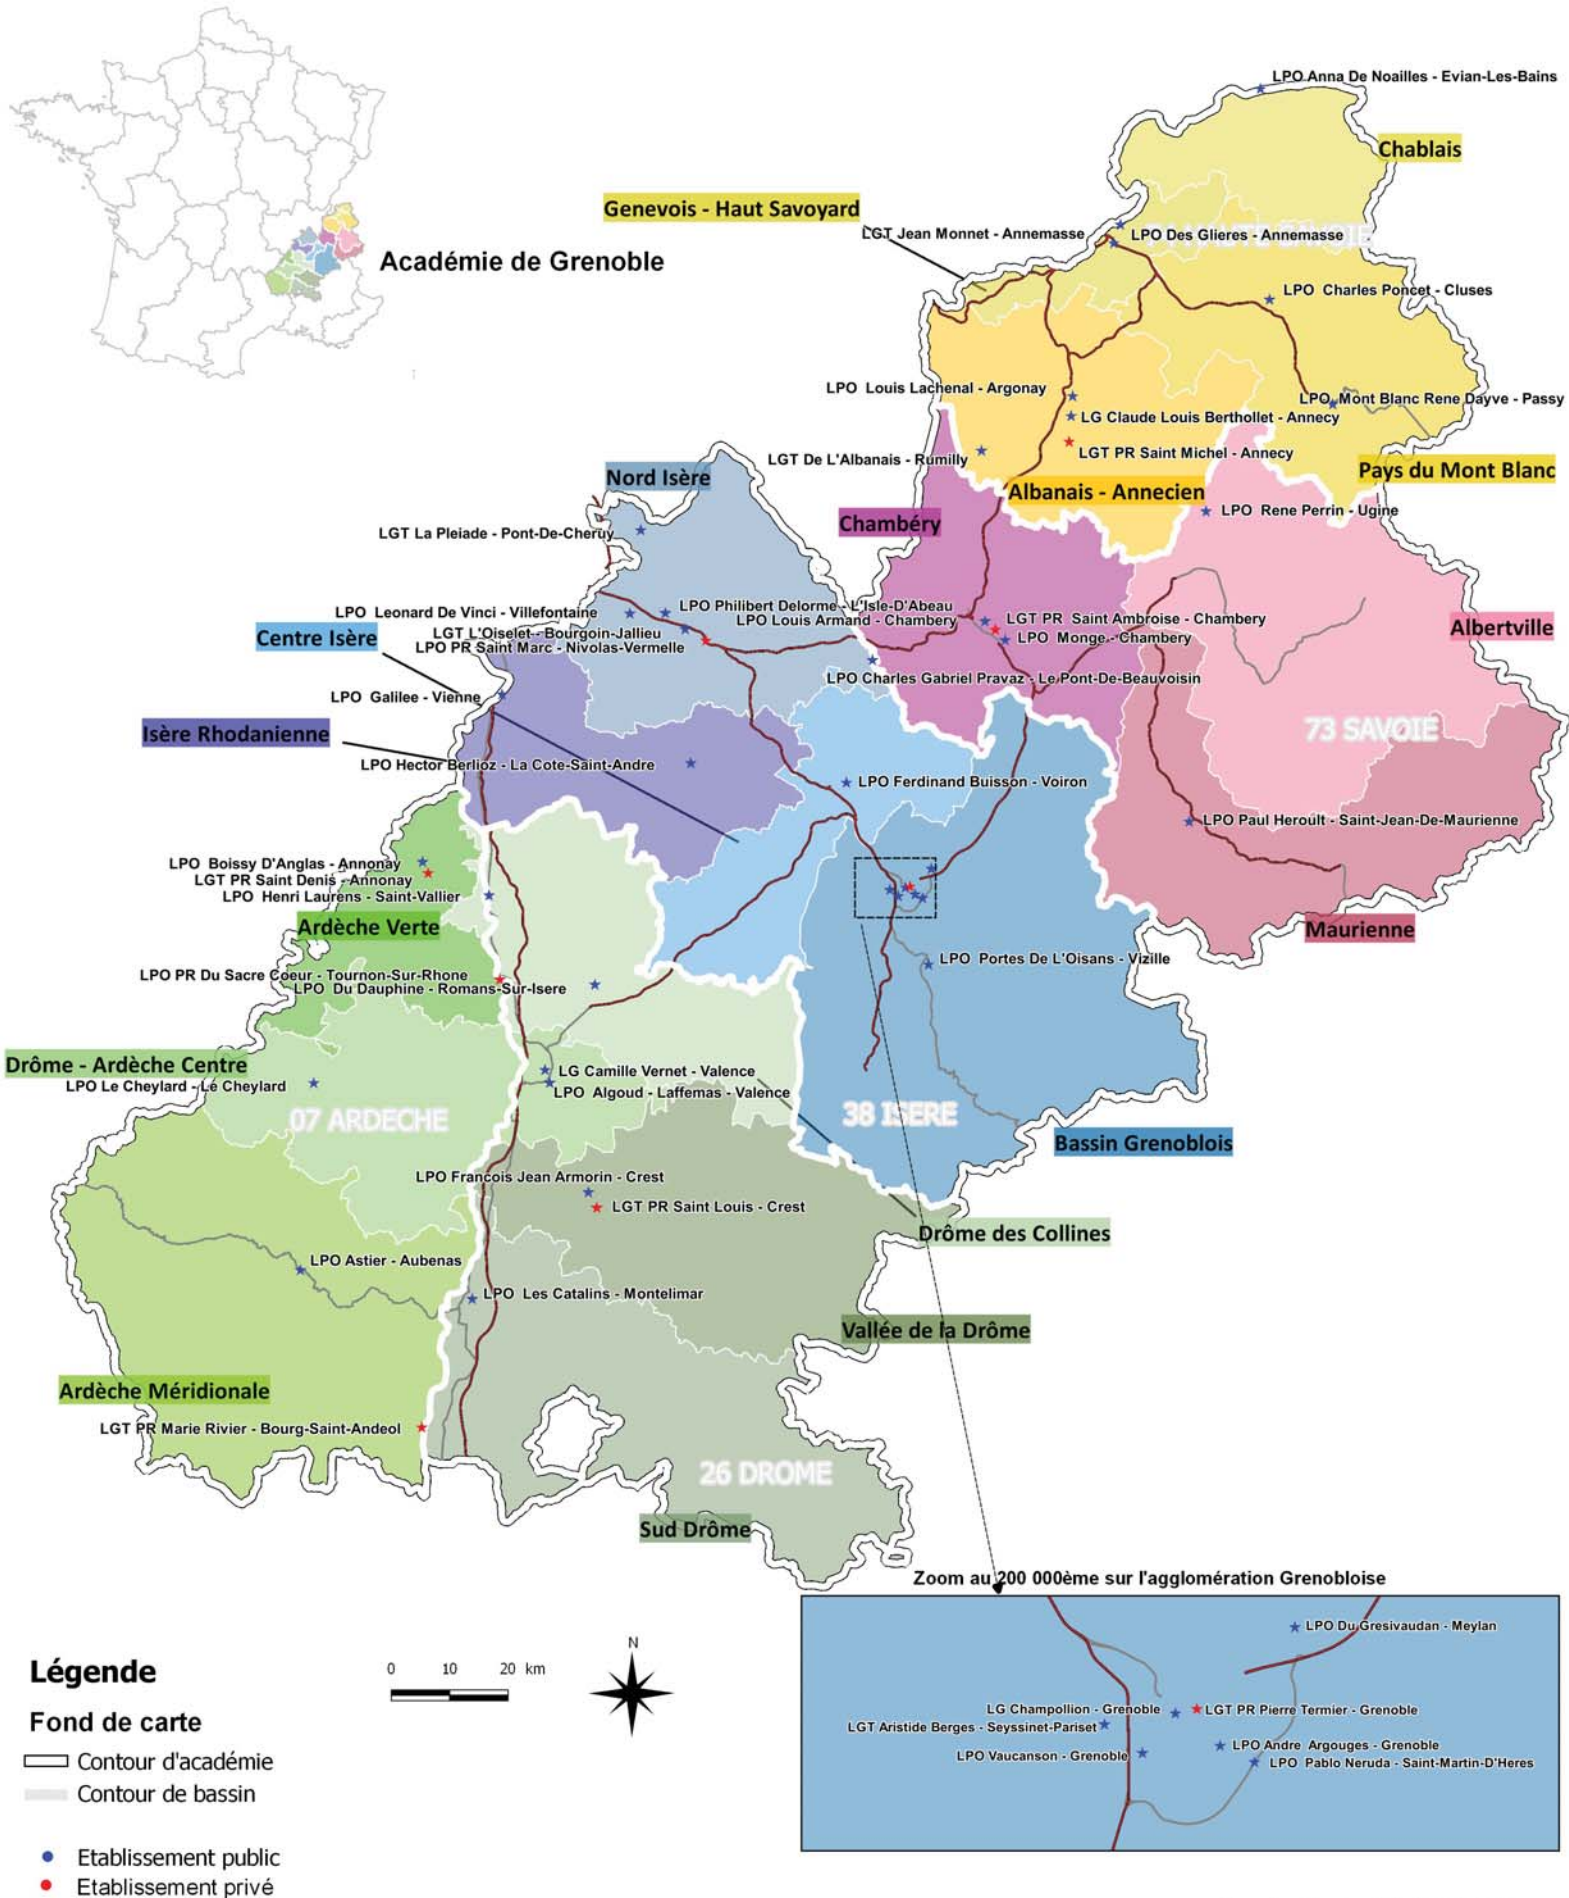 LPO Anna De Noailles - Evian-Les-Bains
Chablais
Genevois - Haut Savoyard
LGT Jean Monnet - Annemasse
LPO Des Glieres - Annemasse
74 HAUTE SAVOIE
Académie de Grenoble
LPO Charles Poncet - Cluses
LPO Louis Lachenal - Argonay
LPO Mont Blanc Rene Dayve - Passy
LG Claude Louis Berthollet - Annecy
LGT De L'Albanais - Rumilly
LGT PR Saint Michel - Annecy
Nord Isère
Pays du Mont Blanc
Albanais - Annecien
LPO Rene Perrin - Ugine
Chambéry
LGT La Pleiade - Pont-De-Cheruy
LPO Leonard De Vinci - Villefontaine
LPO Philibert Delorme - L'Isle-D'Abeau
LPO Louis Armand - Chambery
LGT PR Saint Ambroise - Chambery
Albertville
Centre Isère
LGT L'Oiselet - Bourgoin-Jallieu
LPO Monge - Chambery
LPO PR Saint Marc - Nivolas-Vermelle
LPO Charles Gabriel Pravaz - Le Pont-De-Beauvoisin
LPO Galilee - Vienne
Isère Rhodanienne
73 SAVOIE
LPO Hector Berlioz - La Cote-Saint-Andre
LPO Ferdinand Buisson - Voiron
LPO Paul Heroult - Saint-Jean-De-Maurienne
LPO Boissy D'Anglas - Annonay
LGT PR Saint Denis - Annonay
LPO Henri Laurens - Saint-Vallier
Ardèche Verte
Maurienne
LPO Portes De L'Oisans - Vizille
LPO PR Du Sacre Coeur - Tournon-Sur-Rhone
LPO Du Dauphine - Romans-Sur-Isere
Drôme - Ardèche Centre
LG Camille Vernet - Valence
LPO Le Cheylard - Le Cheylard
LPO Algoud - Laffemas - Valence
07 ARDECHE
38 ISERE
Bassin Grenoblois
LPO Francois Jean Armorin - Crest
LGT PR Saint Louis - Crest
Drôme des Collines
LPO Astier - Aubenas
LPO Les Catalins - Montelimar
Vallée de la Drôme
Ardèche Méridionale
LGT PR Marie Rivier - Bourg-Saint-Andeol
26 DROME
Sud Drôme
Zoom au 200 000ème sur l'agglomération Grenobloise
LPO Du Gresivaudan - Meylan
LG Champollion - Grenoble
LGT PR Pierre Termier - Grenoble
LGT Aristide Berges - Seyssinet-Pariset
LPO Andre Argouges - Grenoble
LPO Vaucanson - Grenoble
LPO Pablo Neruda - Saint-Martin-D'Heres
N
0 10 20 km
Légende
Fond de carte
Contour d'académie
Contour de bassin
Etablissement public
Etablissement privé